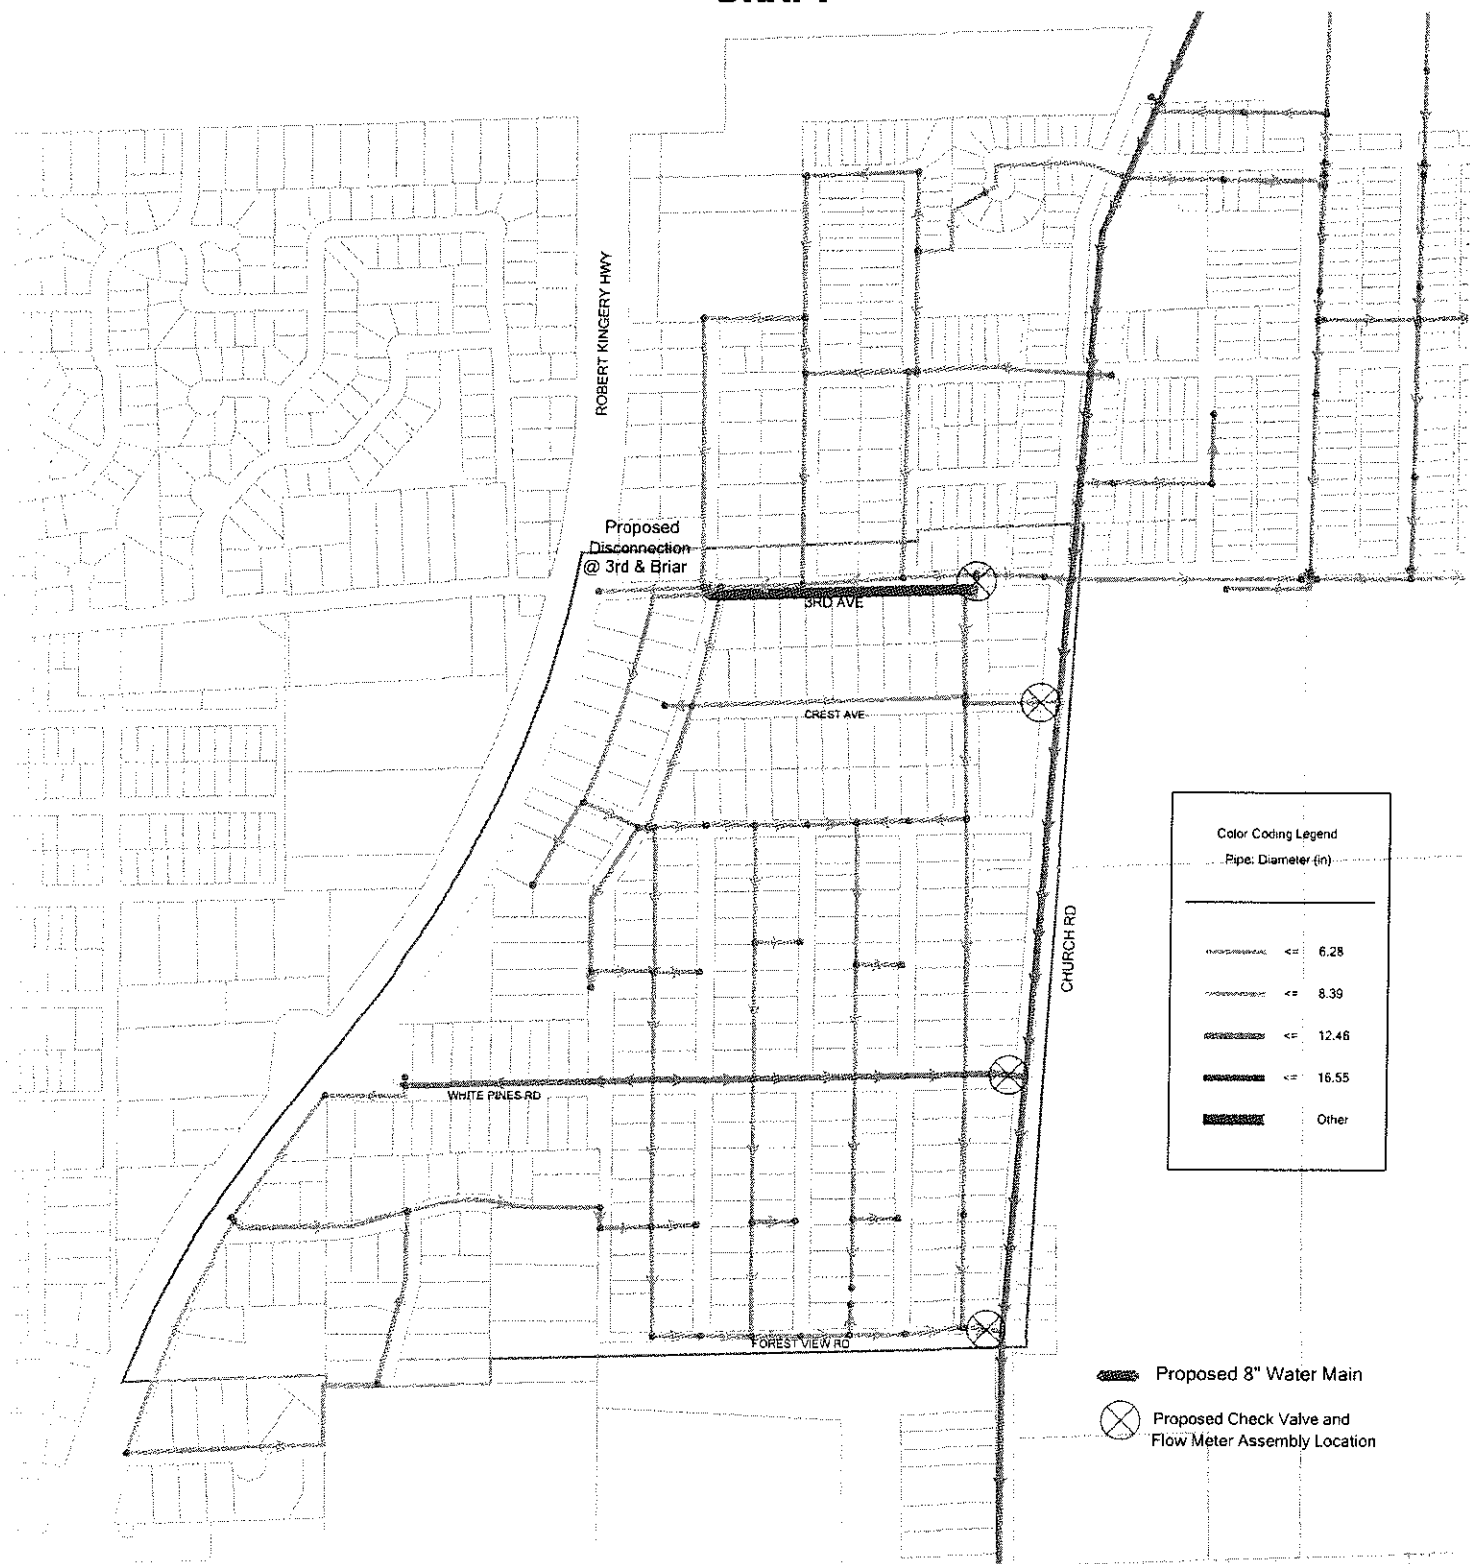 ROBERT KINGERY HWY
Proposed
Disconnection
@ 3rd & Briar
3RD AVE
CREST AVE
CHURCH RD
WHITE PINES RD
FOREST VIEW RD
Color Coding Legend
Pipe: Diameter (in)
<= 6.28
<= 8.39
<= 12.46
<= 16.55
Other
Proposed 8" Water Main
Proposed Check Valve and
Flow Meter Assembly Location